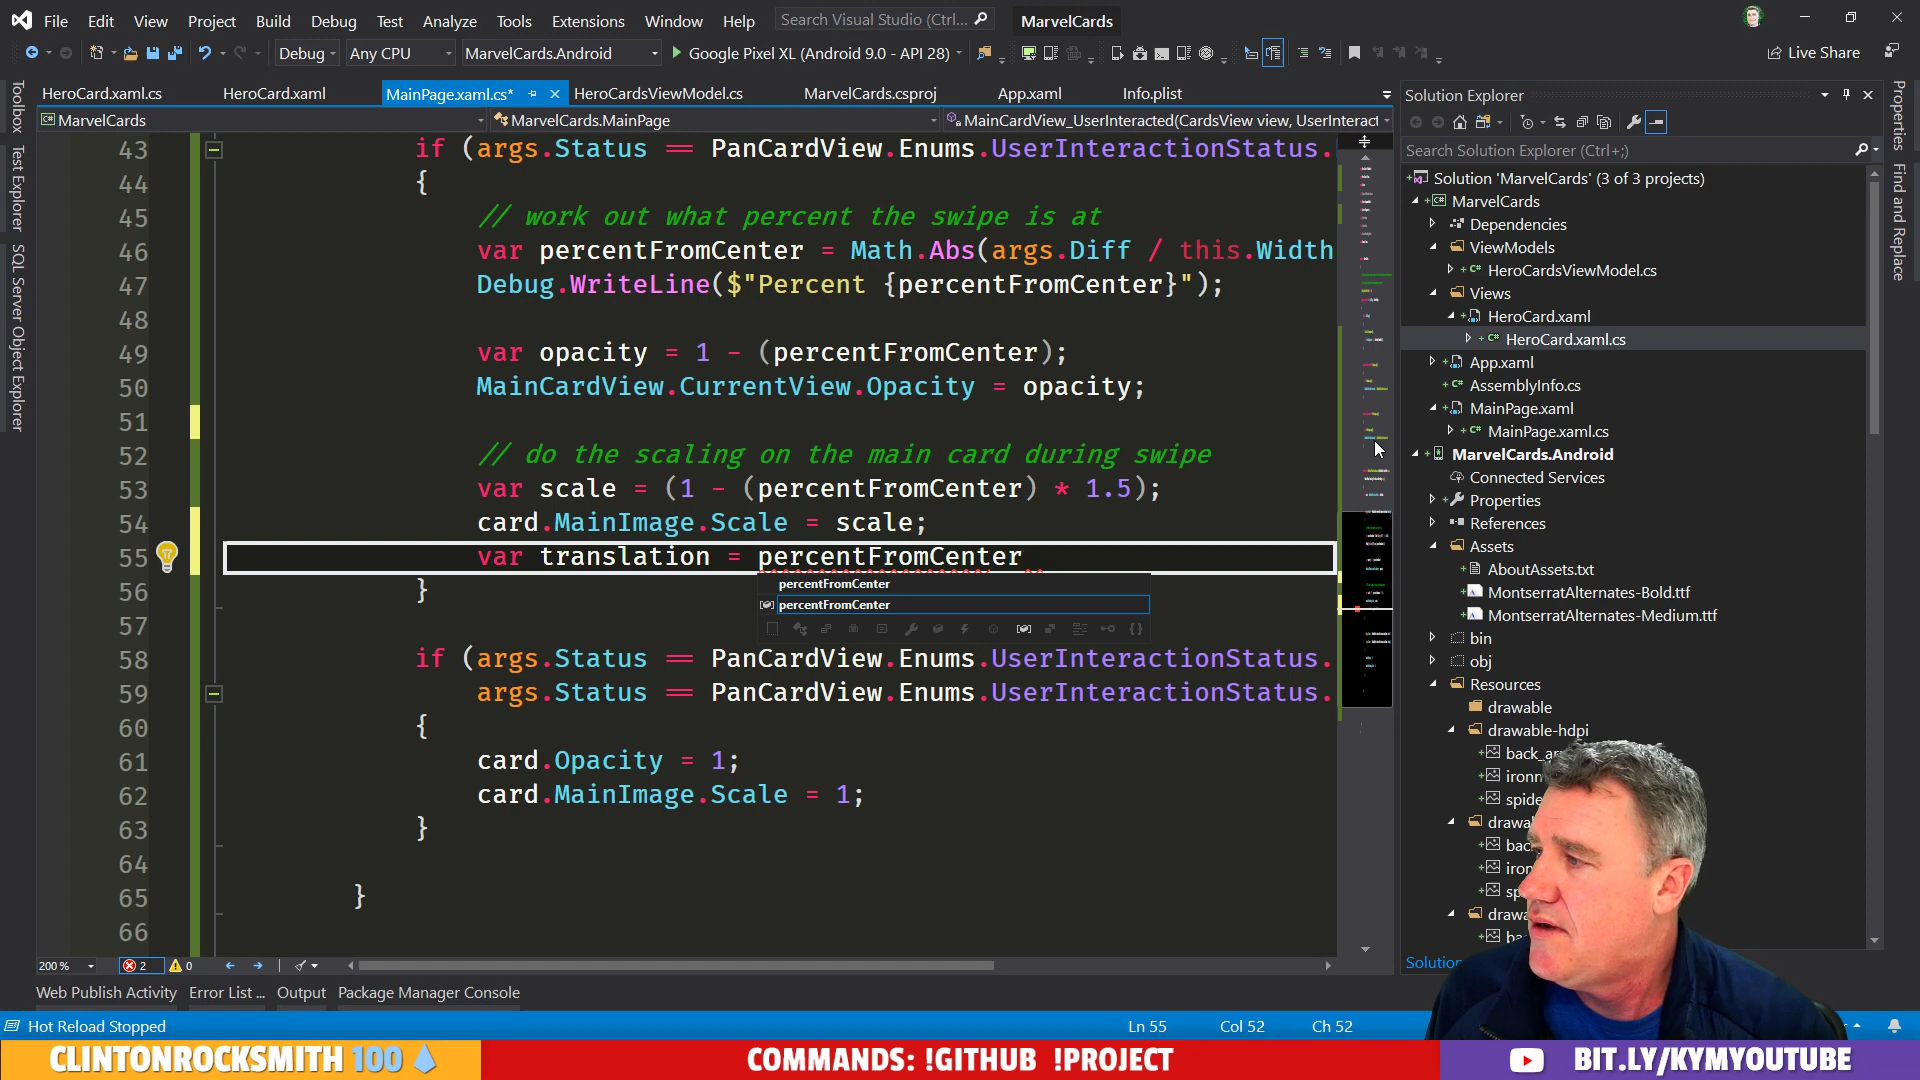 File Edit View Project Build Debug Test Analyze Tools Extensions Window Help Search Visual Studio (Ctrl... MarvelCards
Debug Any CPU MarvelCards.Android Google Pixel XL (Android 9.0 - API 28) Live Share
HeroCard.xaml.cs HeroCard.xaml MainPage.xaml.cs* HeroCardsViewModel.cs MarvelCards.csproj App.xaml Info.plist
MarvelCards MarvelCards.MainPage MainCardView_UserInteracted(CardsView view, UserInteract
Toolbox
Test Explorer
SQL Server Object Explorer
43 if (args.Status == PanCardView.Enums.UserInteractionStatus.
44 {
45 // work out what percent the swipe is at
46 var percentFromCenter = Math.Abs(args.Diff / this.Width
47 Debug.WriteLine($"Percent {percentFromCenter}");
48
49 var opacity = 1 - (percentFromCenter);
50 MainCardView.CurrentView.Opacity = opacity;
51
52 // do the scaling on the main card during swipe
53 var scale = (1 - (percentFromCenter) * 1.5);
54 card.MainImage.Scale = scale;
55 var translation = percentFromCenter
percentFromCenter
percentFromCenter
56 }
57
58 if (args.Status == PanCardView.Enums.UserInteractionStatus.
59 args.Status == PanCardView.Enums.UserInteractionStatus.
60 {
61 card.Opacity = 1;
62 card.MainImage.Scale = 1;
63 }
64
65 }
66
200 % 2 0
Web Publish Activity Error List ... Output Package Manager Console
Hot Reload Stopped Ln 55 Col 52 Ch 52
Solution Explorer
Search Solution Explorer (Ctrl+;)
Solution 'MarvelCards' (3 of 3 projects)
MarvelCards
Dependencies
ViewModels
HeroCardsViewModel.cs
Views
HeroCard.xaml
HeroCard.xaml.cs
App.xaml
AssemblyInfo.cs
MainPage.xaml
MainPage.xaml.cs
MarvelCards.Android
Connected Services
Properties
References
Assets
AboutAssets.txt
MontserratAlternates-Bold.ttf
MontserratAlternates-Medium.ttf
bin
obj
Resources
drawable
drawable-hdpi
back_ar
ironn
spide
drawa
bac
iron
sp
drawa
ba
Solution
Properties
Find and Replace
CLINTONROCKSMITH 100
COMMANDS: !GITHUB !PROJECT
BIT.LY/KYMYOUTUBE